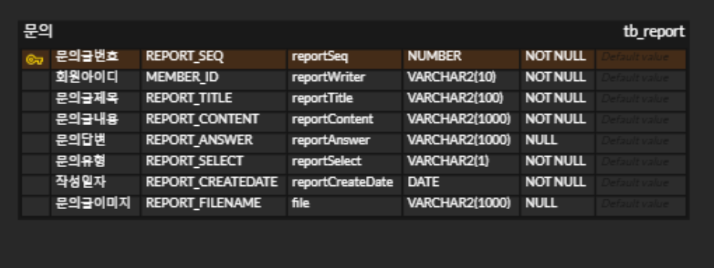 문의 tb_report
문의글번호 REPORT_SEQ reportSeq NUMBER NOT NULL Default value
회원아이디 MEMBER_ID reportWriter VARCHAR2(10) NOT NULL Default value
문의글제목 REPORT_TITLE reportTitle VARCHAR2(100) NOT NULL Default value
문의글내용 REPORT_CONTENT reportContent VARCHAR2(1000) NOT NULL Default value
문의답변 REPORT_ANSWER reportAnswer VARCHAR2(1000) NULL Default value
문의유형 REPORT_SELECT reportSelect VARCHAR2(1) NOT NULL Default value
작성일자 REPORT_CREATEDATE reportCreateDate DATE NOT NULL Default value
문의글이미지 REPORT_FILENAME file VARCHAR2(1000) NULL Default value